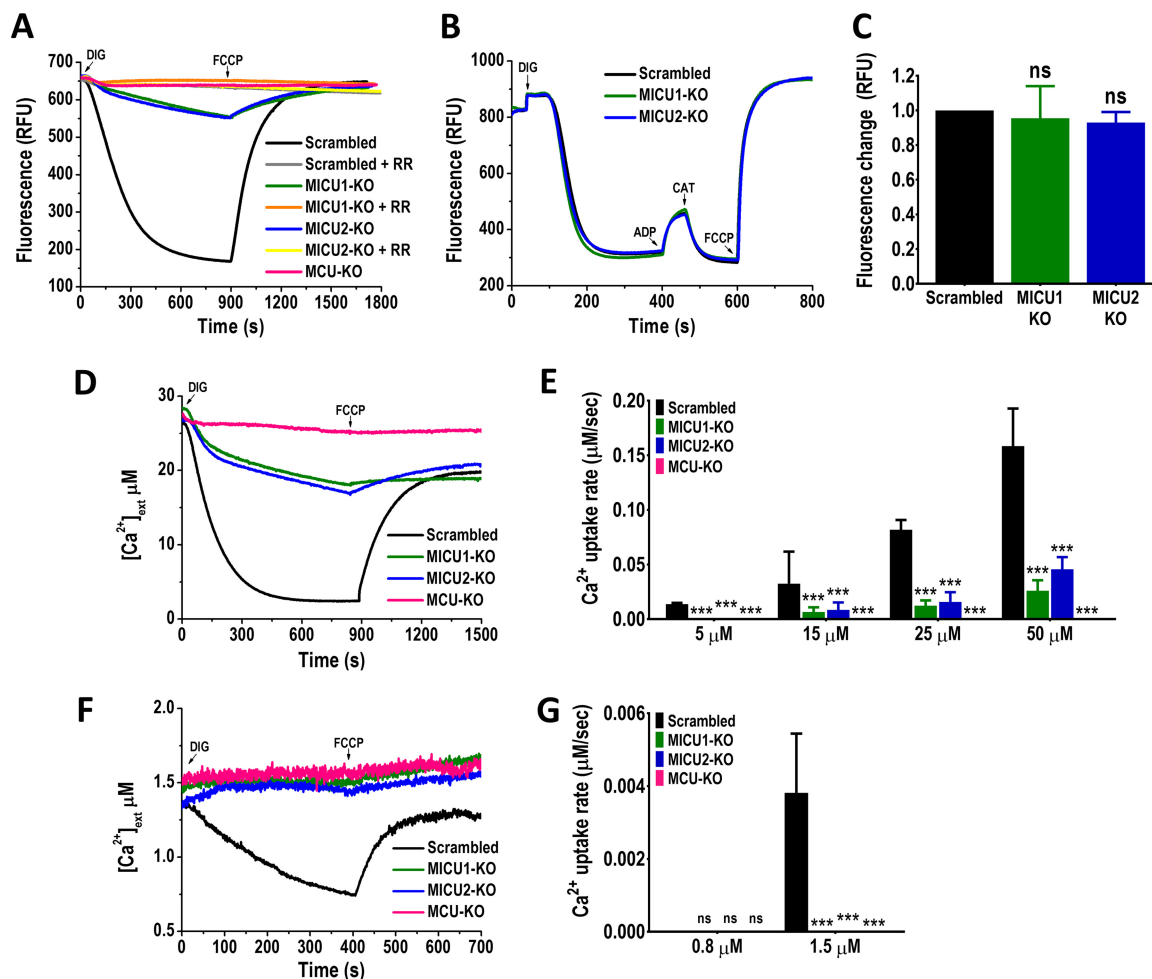 A
DIG
FCCP
700
650
600
550
500
450
400
350
300
250
200
150
100
Fluorescence (RFU)
Scrambled
Scrambled + RR
MICU1-KO
MICU1-KO + RR
MICU2-KO
MICU2-KO + RR
MCU-KO
0 300 600 900 1200 1500 1800
Time (s)
B
DIG
1000
800
600
400
200
Fluorescence (RFU)
Scrambled
MICU1-KO
MICU2-KO
ADP
CAT
FCCP
0 200 400 600 800
Time (s)
C
1.2
1.0
0.8
0.6
0.4
0.2
0.0
Fluorescence change (RFU)
ns
ns
Scrambled MICU1 KO MICU2 KO
D
DIG
FCCP
30
20
10
0
[Ca2+]ext μM
Scrambled
MICU1-KO
MICU2-KO
MCU-KO
0 150 300 450 600 750 900 1500
Time (s)
E
0.20
0.15
0.10
0.05
0.00
Ca2+ uptake rate (μM/sec)
Scrambled
MICU1-KO
MICU2-KO
MCU-KO
*** *** ***
*** *** ***
*** *** ***
*** *** ***
5 μM 15 μM 25 μM 50 μM
F
DIG
FCCP
2.0
1.5
1.0
0.5
[Ca2+]ext μM
Scrambled
MICU1-KO
MICU2-KO
MCU-KO
0 100 200 300 400 500 600 700
Time (s)
G
0.006
0.004
0.002
0.000
Ca2+ uptake rate (μM/sec)
Scrambled
MICU1-KO
MICU2-KO
MCU-KO
ns ns ns
*** *** ***
0.8 μM 1.5 μM